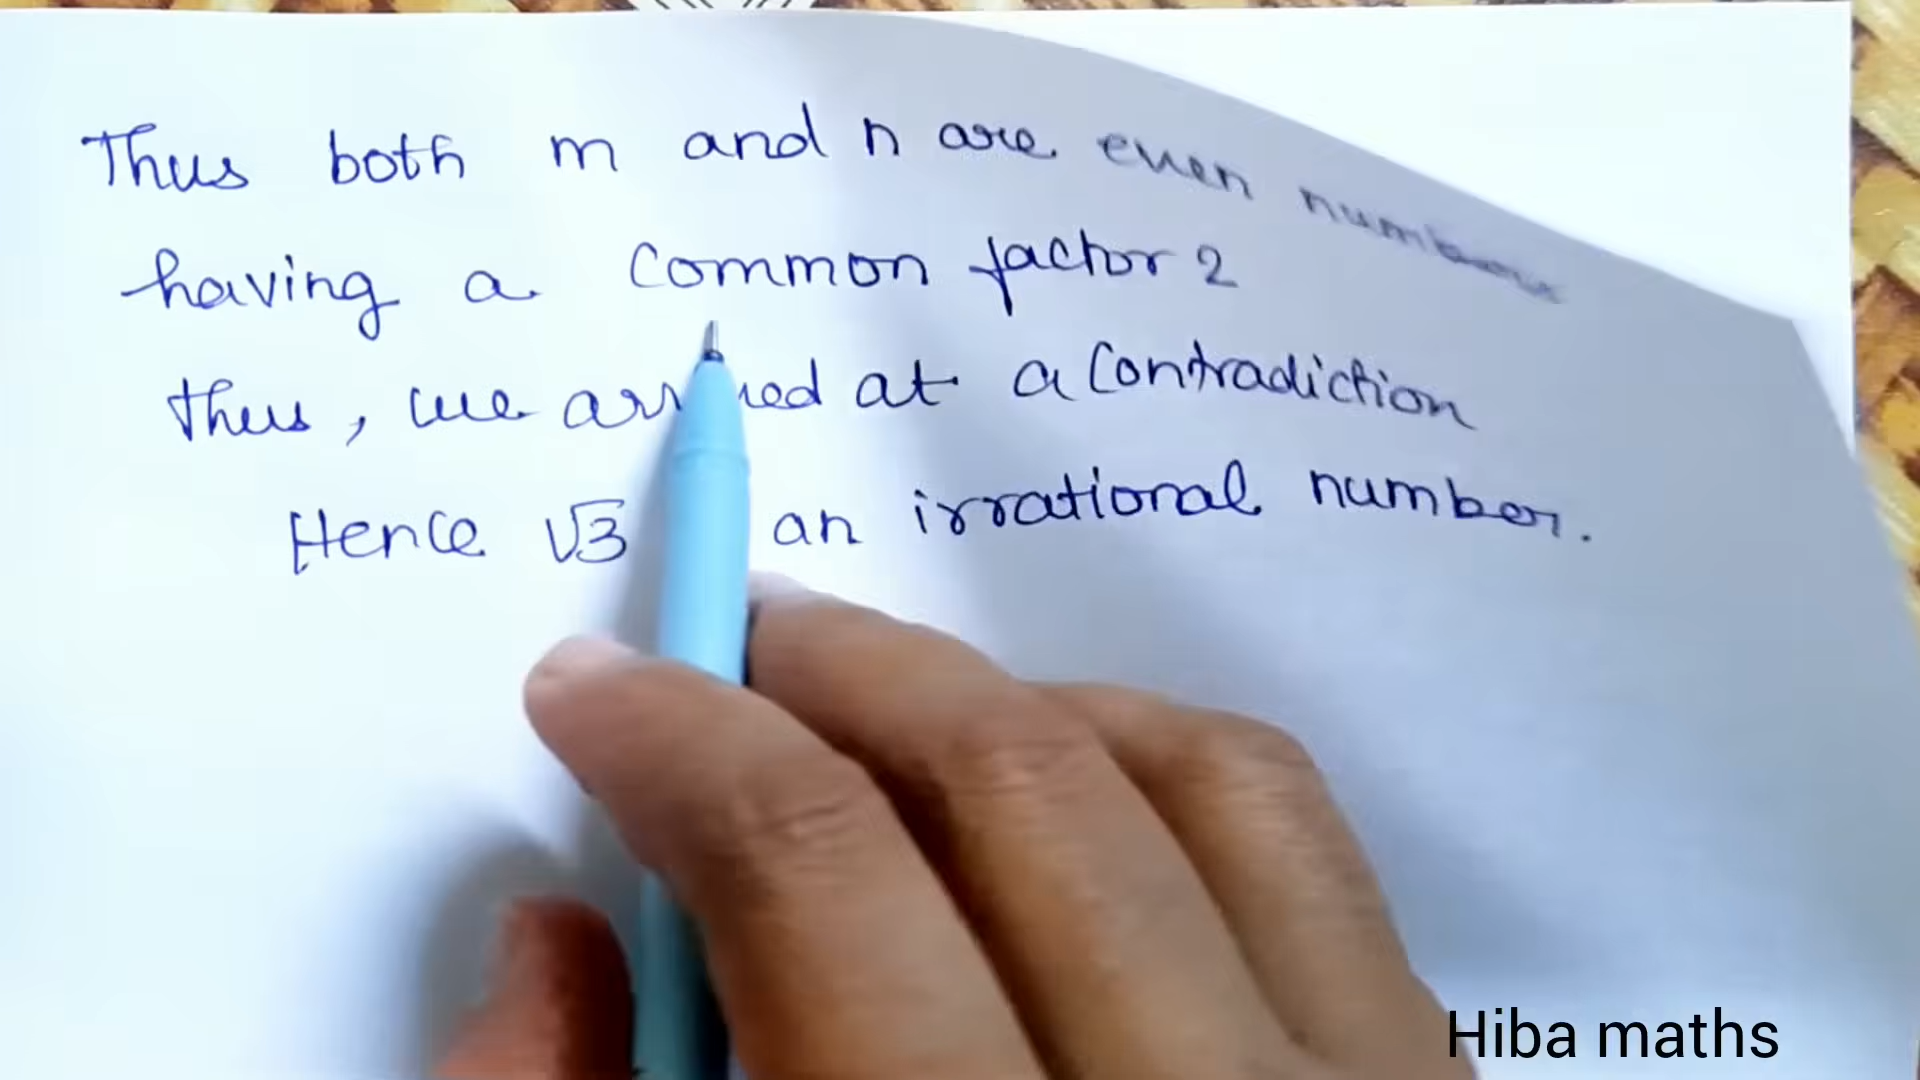 Thus both m and n are even numbers
having a common factor 2
thus, we arrived at a contradiction
Hence √3 an irrational number.
Hiba maths